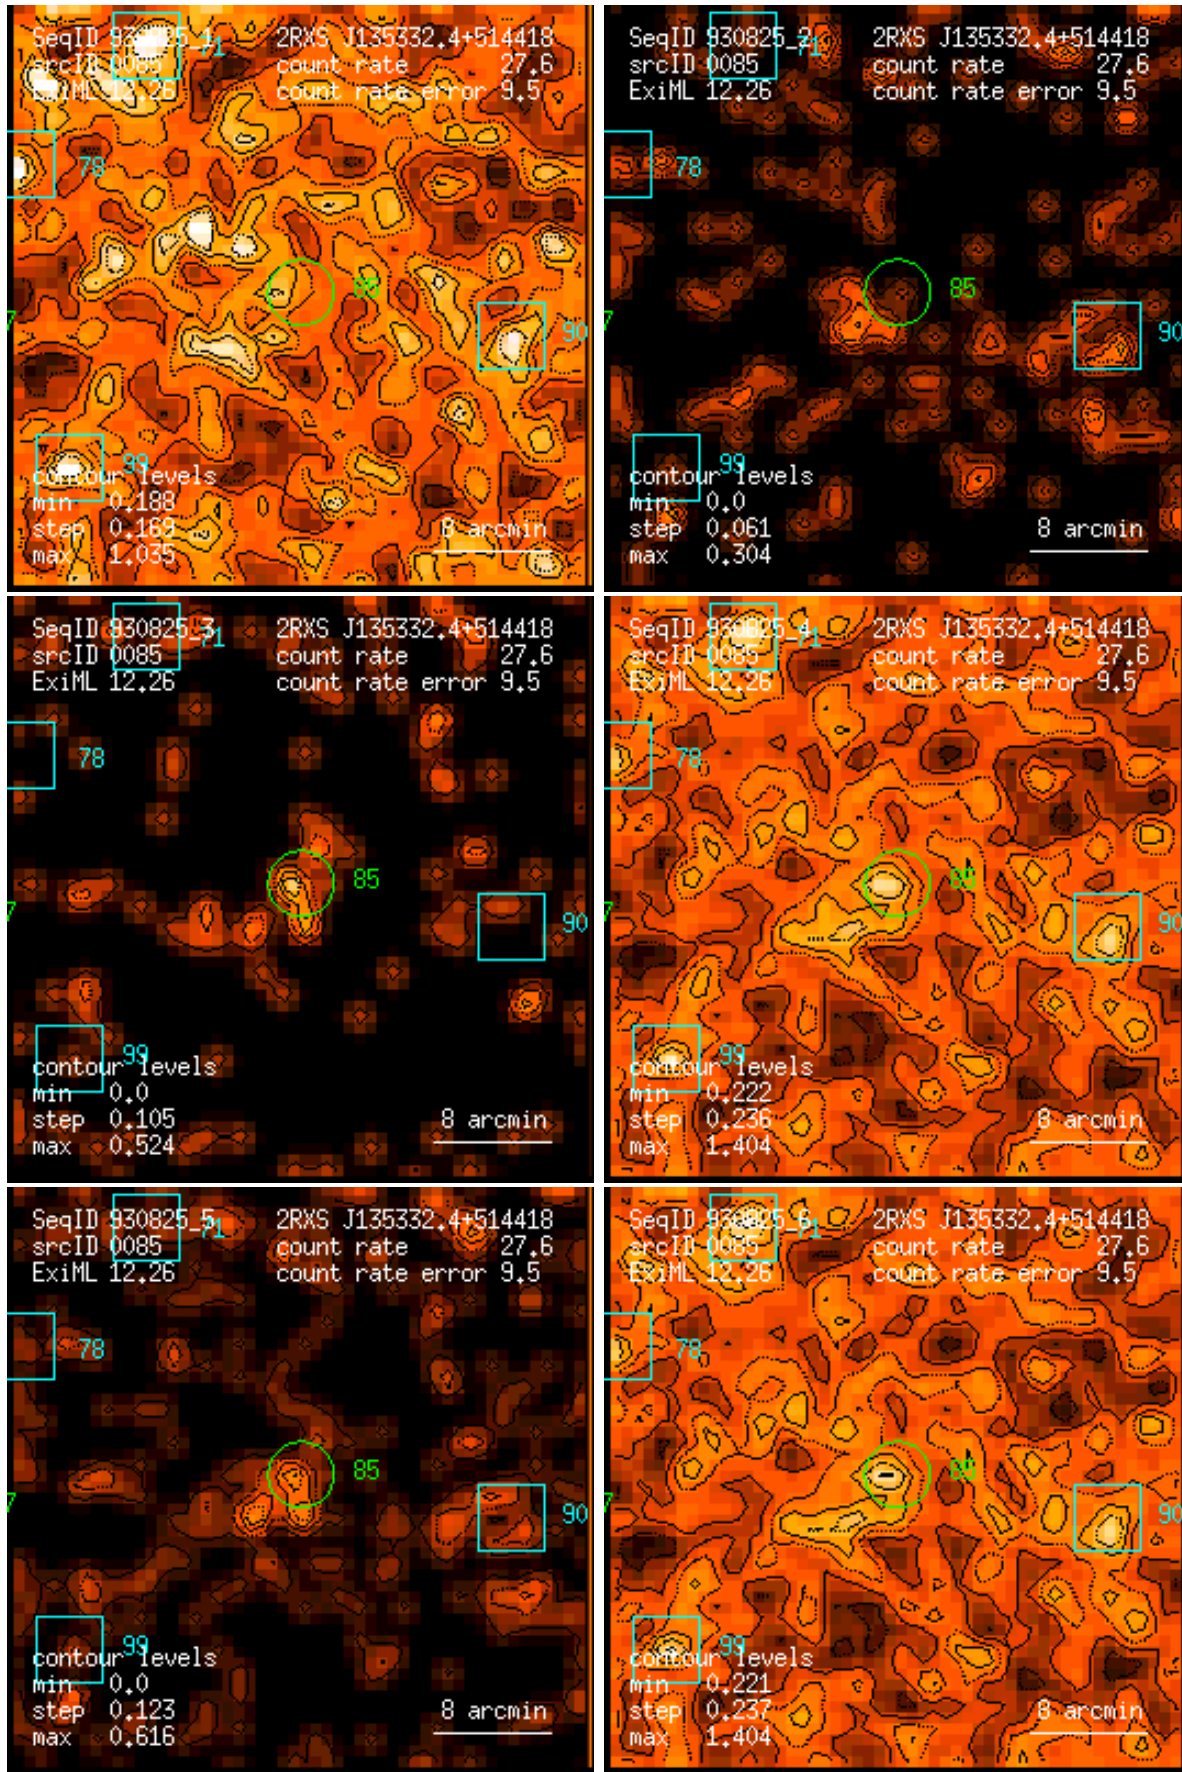 SeqID 930825_1 71 2RXS J135332.4+514418
srcID 0085 count rate 27.6
ExiML 12.26 count rate error 9.5
78
85
7
90
99
contour levels
min 0.188
step 0.169 8 arcmin
max 1.035
SeqID 930825_2 71 2RXS J135332.4+514418
srcID 0085 count rate 27.6
ExiML 12.26 count rate error 9.5
78
85
7
90
99
contour levels
min 0.0
step 0.061 8 arcmin
max 0.304
SeqID 930825_3 71 2RXS J135332.4+514418
srcID 0085 count rate 27.6
ExiML 12.26 count rate error 9.5
78
85
7
90
99
contour levels
min 0.0
step 0.105 8 arcmin
max 0.524
SeqID 930825_4 71 2RXS J135332.4+514418
srcID 0085 count rate 27.6
ExiML 12.26 count rate error 9.5
78
85
7
90
99
contour levels
min 0.222
step 0.236 8 arcmin
max 1.404
SeqID 930825_5 71 2RXS J135332.4+514418
srcID 0085 count rate 27.6
ExiML 12.26 count rate error 9.5
78
85
7
90
99
contour levels
min 0.0
step 0.123 8 arcmin
max 0.616
SeqID 930825_6 71 2RXS J135332.4+514418
srcID 0085 count rate 27.6
ExiML 12.26 count rate error 9.5
78
85
7
90
99
contour levels
min 0.221
step 0.237 8 arcmin
max 1.404